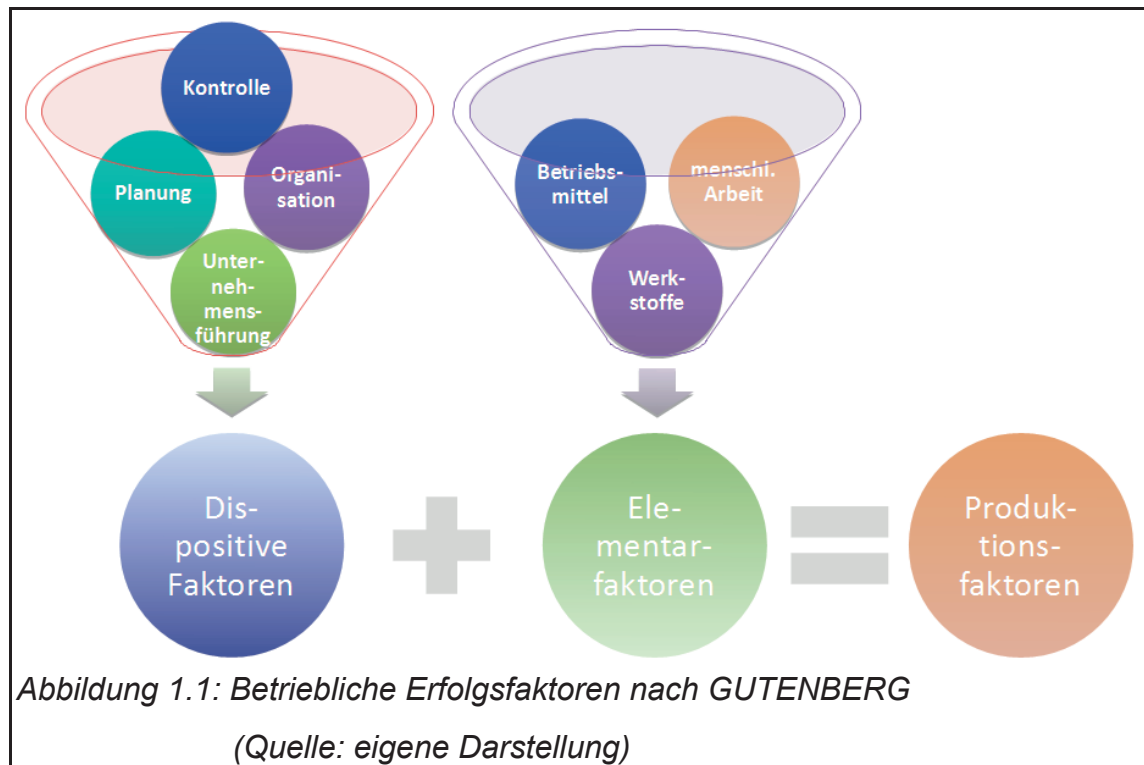 Kontrolle
Planung
Organi-
sation
Unter-
nehm-
mens-
führung
Betriebs-
mittel
menschl.
Arbeit
Werk-
stoffe
Dis-
positive
Faktoren
Ele-
mentar-
faktoren
Produk-
tions-
faktoren
Abbildung 1.1: Betriebliche Erfolgsfaktoren nach GUTENBERG
(Quelle: eigene Darstellung)